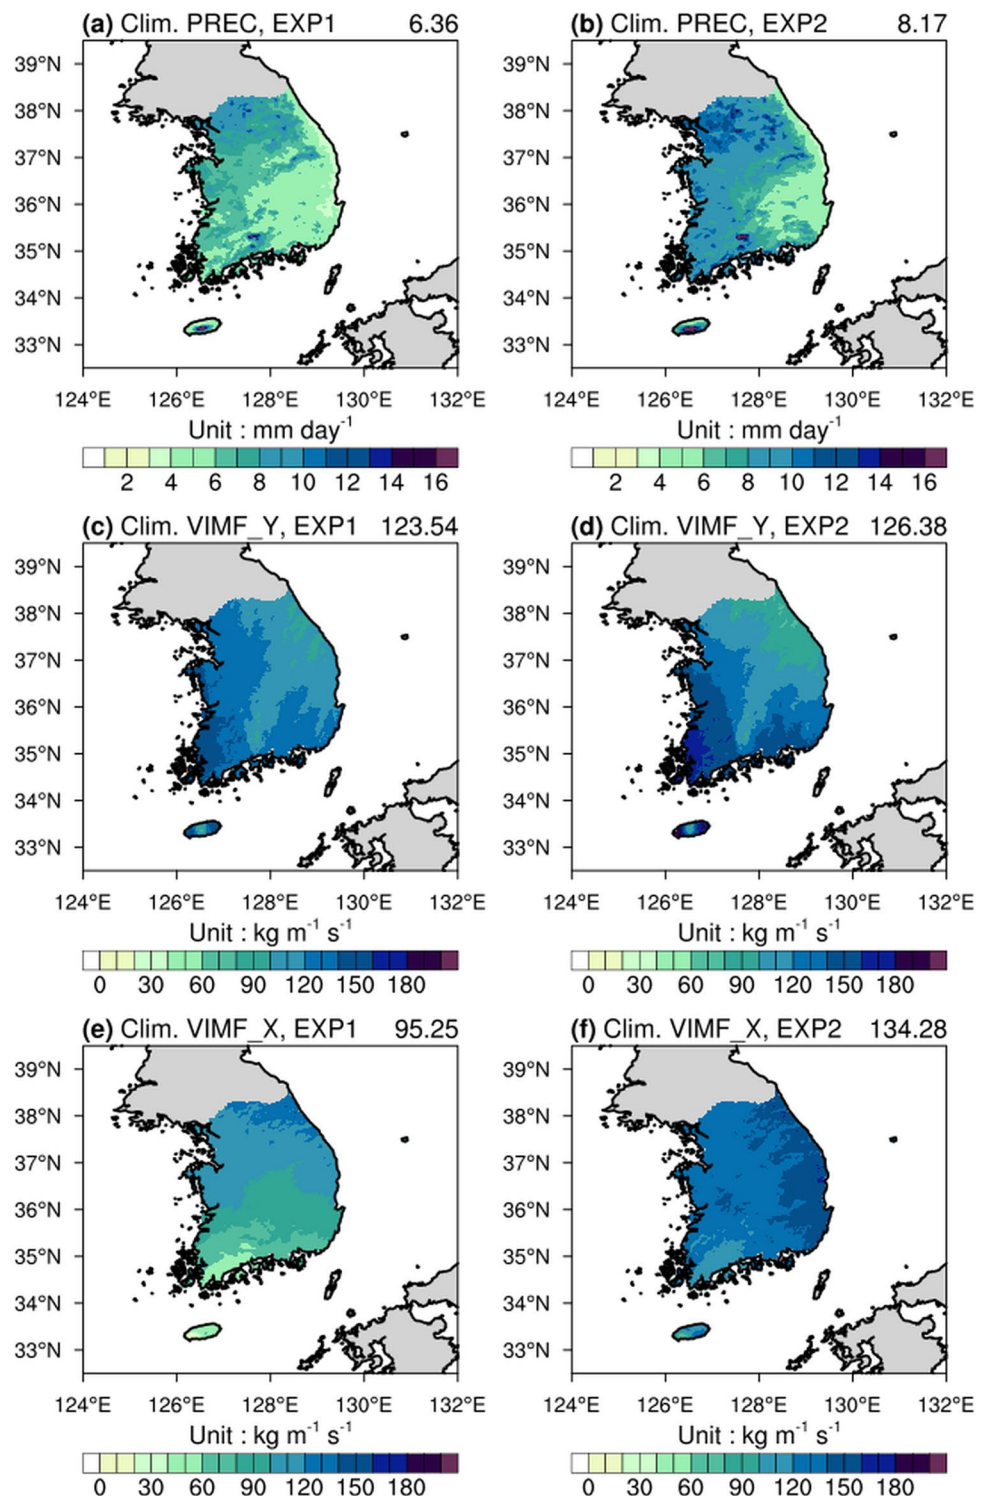 (a) Clim. PREC, EXP1 6.36
(b) Clim. PREC, EXP2 8.17
39°N
38°N
37°N
36°N
35°N
34°N
33°N
124°E 126°E 128°E 130°E 132°E
Unit : mm day-1
2 4 6 8 10 12 14 16
39°N
38°N
37°N
36°N
35°N
34°N
33°N
124°E 126°E 128°E 130°E 132°E
Unit : mm day-1
2 4 6 8 10 12 14 16
(c) Clim. VIMF_Y, EXP1 123.54
(d) Clim. VIMF_Y, EXP2 126.38
39°N
38°N
37°N
36°N
35°N
34°N
33°N
124°E 126°E 128°E 130°E 132°E
Unit : kg m-1 s-1
0 30 60 90 120 150 180
39°N
38°N
37°N
36°N
35°N
34°N
33°N
124°E 126°E 128°E 130°E 132°E
Unit : kg m-1 s-1
0 30 60 90 120 150 180
(e) Clim. VIMF_X, EXP1 95.25
(f) Clim. VIMF_X, EXP2 134.28
39°N
38°N
37°N
36°N
35°N
34°N
33°N
124°E 126°E 128°E 130°E 132°E
Unit : kg m-1 s-1
0 30 60 90 120 150 180
39°N
38°N
37°N
36°N
35°N
34°N
33°N
124°E 126°E 128°E 130°E 132°E
Unit : kg m-1 s-1
0 30 60 90 120 150 180